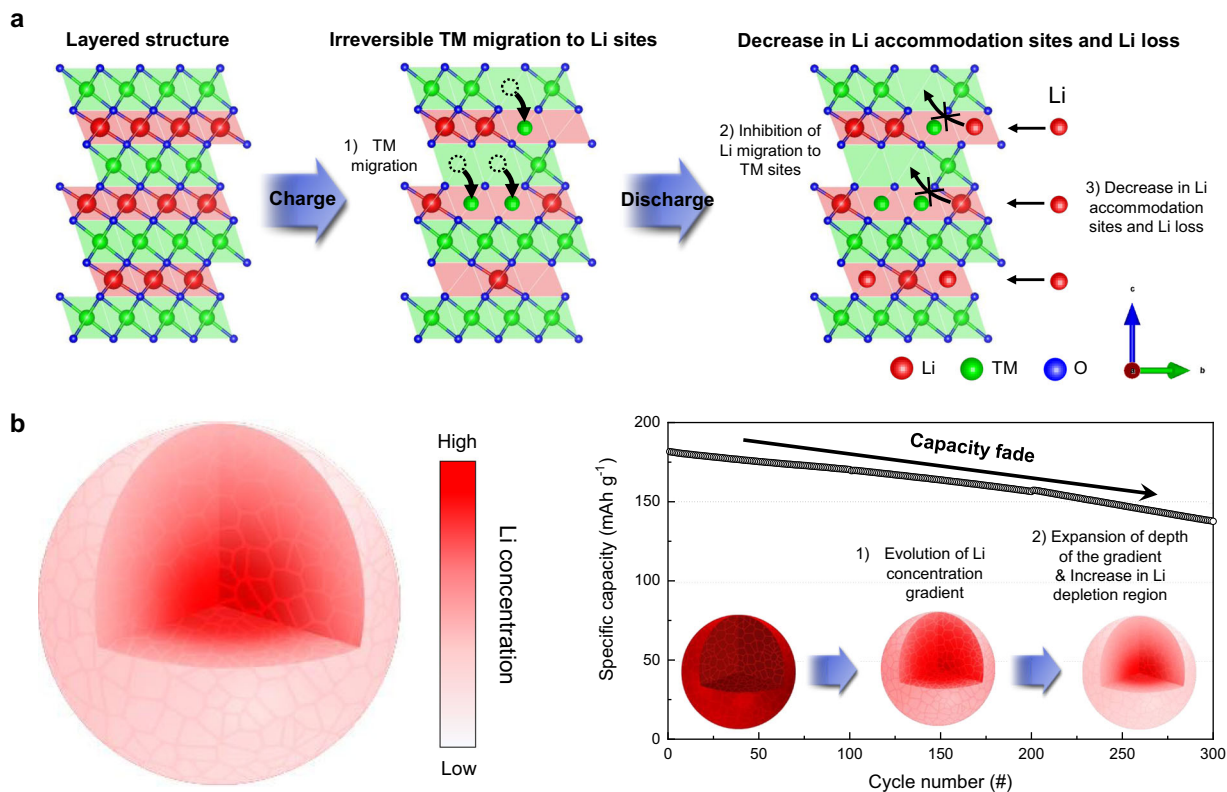 a
Layered structure
Irreversible TM migration to Li sites
Decrease in Li accommodation sites and Li loss
1) TM
migration
Charge
Discharge
2) Inhibition of
Li migration to
TM sites
Li
3) Decrease in Li
accommodation
sites and Li loss
Li
TM
O
c
a
b
b
High
Li concentration
Low
Specific capacity (mAh g⁻¹)
200
150
100
50
0
Capacity fade
1) Evolution of Li
concentration
gradient
2) Expansion of depth
of the gradient
& Increase in Li
depletion region
0
50
100
150
200
250
300
Cycle number (#)